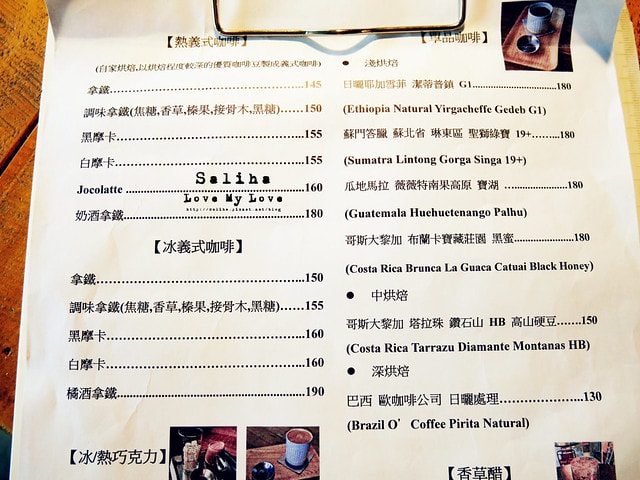 【熱義式咖啡】
(自家烘焙,以烘焙程度較深的優質咖啡豆製成義式咖啡)
拿鐵………………………………145
調味拿鐵(焦糖,香草,榛果,接骨木,黑糖)……150
黑摩卡………………………………155
白摩卡………………………………155
Jocolatte ………………………………160
奶酒拿鐵………………………………180
Saliha
Love My Love
【冰義式咖啡】
拿鐵………………………………150
調味拿鐵(焦糖,香草,榛果,接骨木,黑糖)……155
黑摩卡………………………………160
白摩卡………………………………160
橘酒拿鐵………………………………190
【冰/熱巧克力】
【單品咖啡】
● 淺烘焙
日曬耶加雪菲 潔蒂普鎮 G1………………180
(Ethiopia Natural Yirgacheffe Gedeb G1)
蘇門答臘 蘇北省 琳東區 聖獅綠寶 19+………180
(Sumatra Lintong Gorga Singa 19+)
瓜地馬拉 薇薇特南果高原 寶湖 ………………180
(Guatemala Huehuetenango Palhu)
哥斯大黎加 布蘭卡寶藏莊園 黑蜜………………180
(Costa Rica Brunca La Guaca Catuai Black Honey)
● 中烘焙
哥斯大黎加 塔拉珠 鑽石山 HB 高山硬豆…….150
(Costa Rica Tarrazu Diamante Montanas HB)
● 深烘焙
巴西 歐咖啡公司 日曬處理…………………..130
(Brazil O’ Coffee Pirita Natural)
【香草醋】